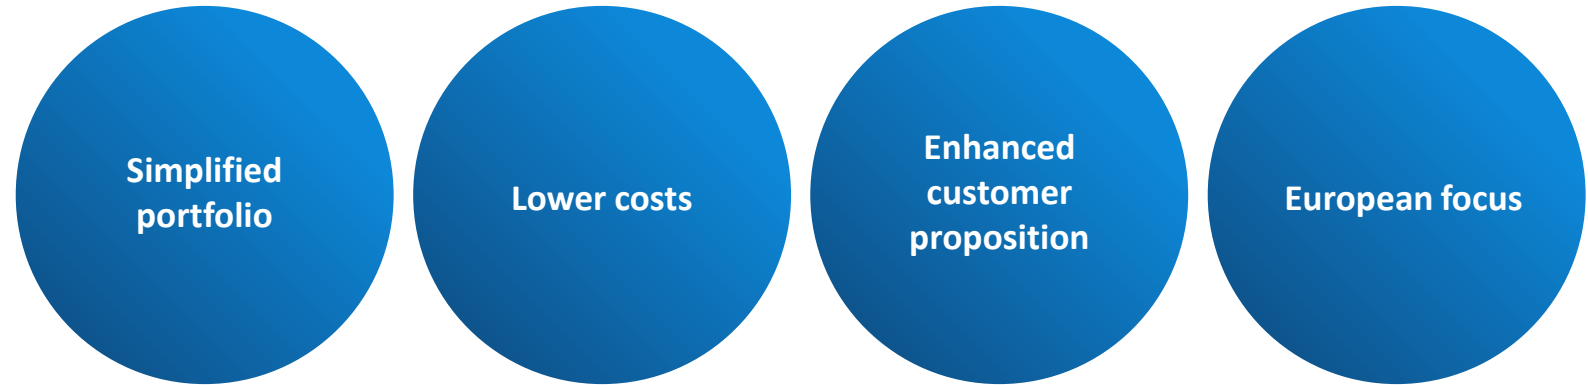 Simplified
portfolio
Lower costs
Enhanced
customer
proposition
European focus